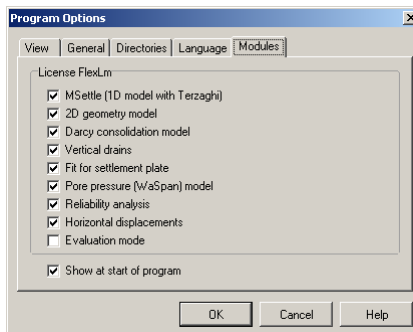 Program Options
View General Directories Language Modules
License FlexLm
MSettle (1D model with Terzaghi)
2D geometry model
Darcy consolidation model
Vertical drains
Fit for settlement plate
Pore pressure (WaSpan) model
Reliability analysis
Horizontal displacements
Evaluation mode
Show at start of program
OK Cancel Help